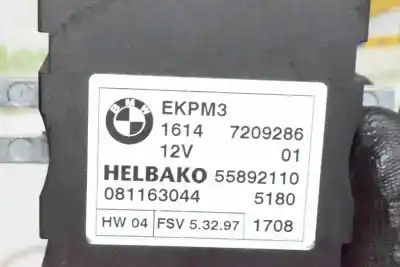 BMW
EKPM3
1614 7209286
12V 01
HELBAKO 55892110
081163044 5180
HW 04 FSV 5.32.97 1708